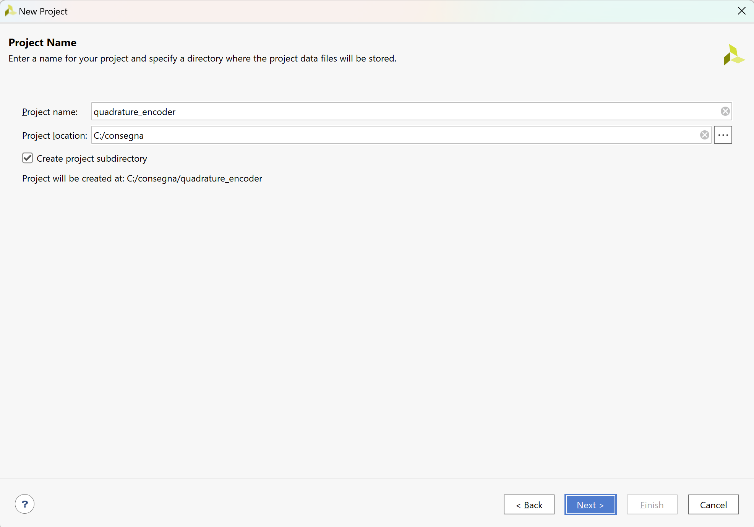 New Project
Project Name
Enter a name for your project and specify a directory where the project data files will be stored.
Project name: quadrature_encoder
Project location: C:/consegna
...
Create project subdirectory
Project will be created at: C:/consegna/quadrature_encoder
?
< Back Next > Finish Cancel